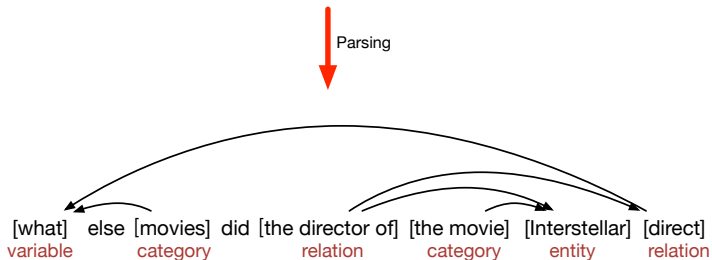 Parsing
[what] else [movies] did [the director of] [the movie] [Interstellar] [direct]
variable category relation category entity relation